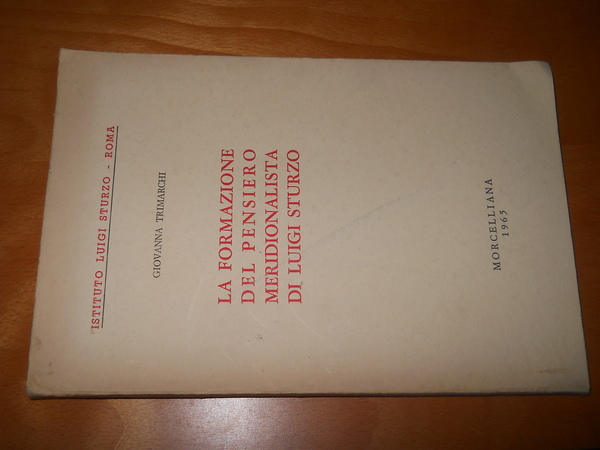 ISTITUTO LUIGI STURZO - ROMA
GIOVANNA TRIMARCHI
LA FORMAZIONE
DEL PENSIERO
MERIDIONALISTA
DI LUIGI STURZO
MORCELLIANA
1965